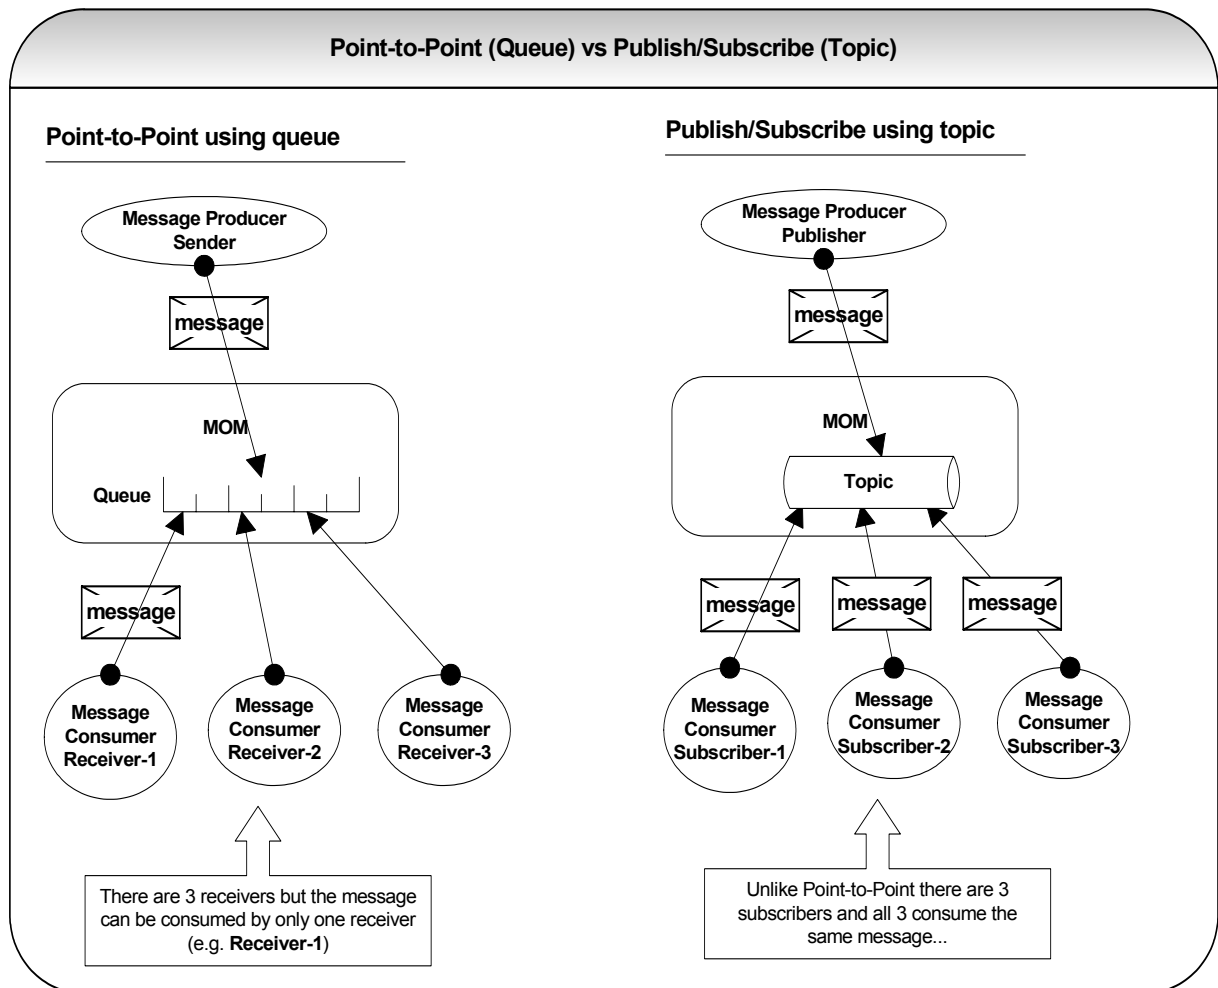 Point-to-Point (Queue) vs Publish/Subscribe (Topic)
Point-to-Point using queue
Message Producer
Sender
message
MOM
Queue
message
Message
Consumer
Receiver-1
Message
Consumer
Receiver-2
Message
Consumer
Receiver-3
There are 3 receivers but the message
can be consumed by only one receiver
(e.g. Receiver-1)
Publish/Subscribe using topic
Message Producer
Publisher
message
MOM
Topic
message
message
message
Message
Consumer
Subscriber-1
Message
Consumer
Subscriber-2
Message
Consumer
Subscriber-3
Unlike Point-to-Point there are 3
subscribers and all 3 consume the
same message...